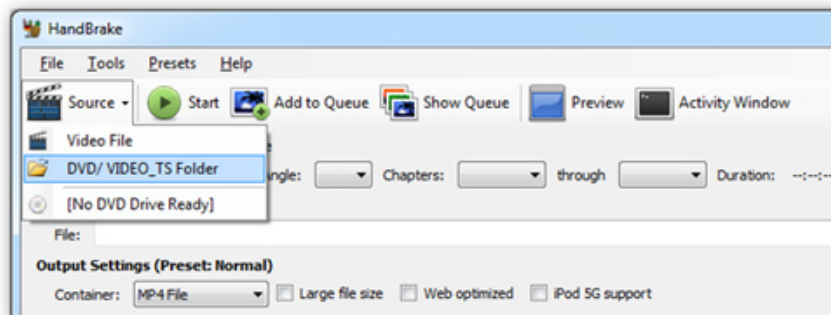 HandBrake
File Tools Presets Help
Source Start Add to Queue Show Queue Preview Activity Window
Video File
DVD/ VIDEO_TS Folder
ngle: Chapters: through Duration: --:--:--
[No DVD Drive Ready]
File:
Output Settings (Preset: Normal)
Container: MP4 File Large file size Web optimized iPod 5G support